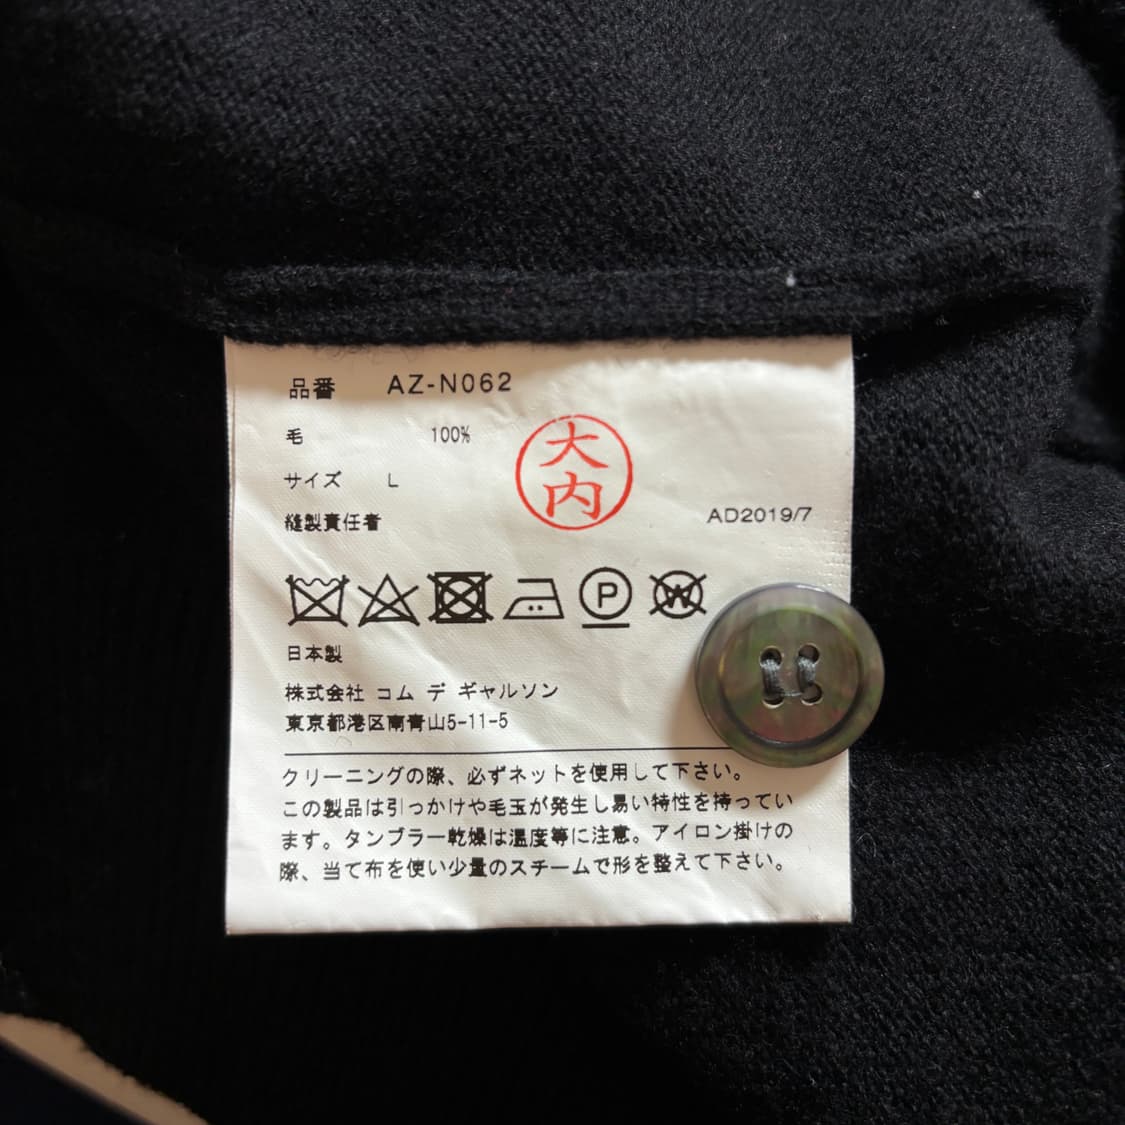 品番 AZ-N062
毛 100%
大内
サイズ L
縫製責任者
AD2019/7
P W
日本製
株式会社 コム デ ギャルソン
東京都港区南青山5-11-5
クリーニングの際、必ずネットを使用して下さい。
この製品は引っかけや毛玉が発生し易い特性を持ってい
ます。タンブラー乾燥は温度等に注意。アイロン掛けの
際、当て布を使い少量のスチームで形を整えて下さい。